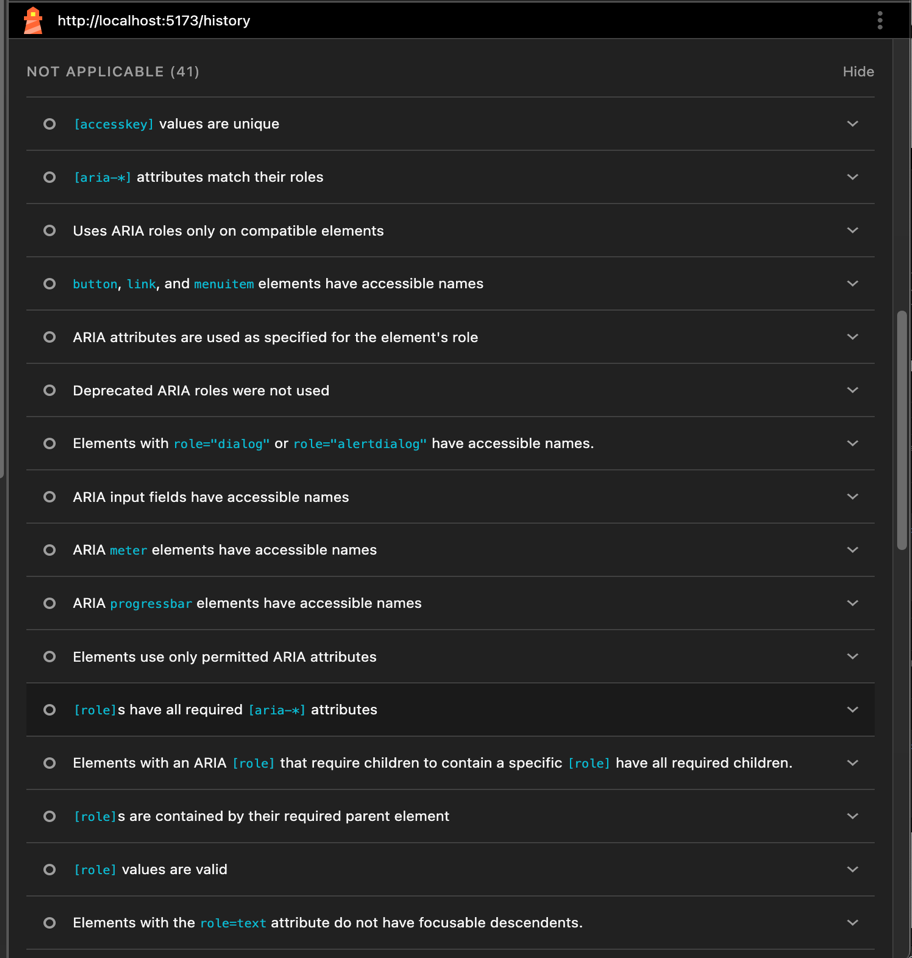 http://localhost:5173/history
NOT APPLICABLE (41) Hide
[accesskey] values are unique
[aria-*] attributes match their roles
Uses ARIA roles only on compatible elements
button, link, and menuitem elements have accessible names
ARIA attributes are used as specified for the element's role
Deprecated ARIA roles were not used
Elements with role="dialog" or role="alertdialog" have accessible names.
ARIA input fields have accessible names
ARIA meter elements have accessible names
ARIA progressbar elements have accessible names
Elements use only permitted ARIA attributes
[role]s have all required [aria-*] attributes
Elements with an ARIA [role] that require children to contain a specific [role] have all required children.
[role]s are contained by their required parent element
[role] values are valid
Elements with the role=text attribute do not have focusable descendents.